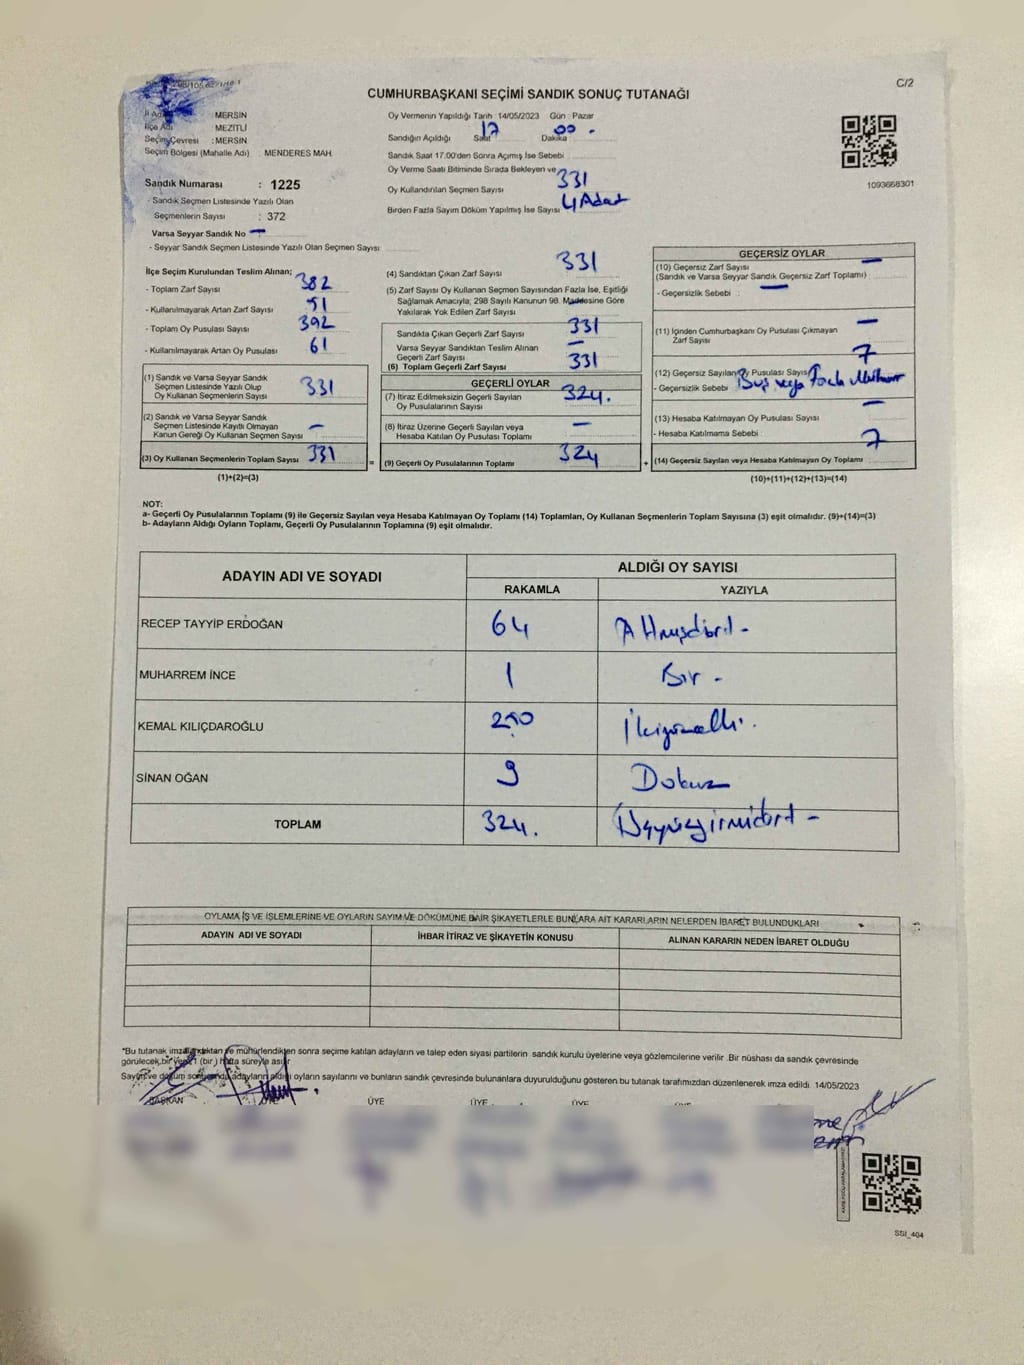 C/2
CUMHURBAŞKANI SEÇİMİ SANDIK SONUÇ TUTANAĞI
İl Adı : MERSİN
İlçe Adı : MEZİTLİ
Seçim Çevresi : MERSİN
Seçim Bölgesi (Mahalle Adı) : MENDERES MAH.
Sandık Numarası : 1225
- Sandık Seçmen Listesinde Yazılı Olan
Seçmenlerin Sayısı : 372
Varsa Seyyar Sandık No —
- Seyyar Sandık Seçmen Listesinde Yazılı Olan Seçmen Sayısı
Oy Vermenin Yapıldığı Tarih 14/05/2023 Gün : Pazar
Sandığın Açıldığı Saat 17 Dakika 00
Sandık Saat 17.00'den Sonra Açılmış İse Sebebi
Oy Verme Saati Bitiminde Sırada Bekleyen ve
Oy Kullandırılan Seçmen Sayısı 331
Birden Fazla Sayım Döküm Yapılmış İse Sayısı 4 Adet
1093668301
İlçe Seçim Kurulundan Teslim Alınan;
- Toplam Zarf Sayısı 382
- Kullanılmayarak Artan Zarf Sayısı 51
- Toplam Oy Pusulası Sayısı 392
- Kullanılmayarak Artan Oy Pusulası 61
(1) Sandık ve Varsa Seyyar Sandık
Seçmen Listesinde Yazılı Olup
Oy Kullanan Seçmenlerin Sayısı 331
(2) Sandık ve Varsa Seyyar Sandık
Seçmen Listesinde Kayıtlı Olmayan
Kanun Gereği Oy Kullanan Seçmen Sayısı —
(3) Oy Kullanan Seçmenlerin Toplam Sayısı 331
(1)+(2)=(3)
(4) Sandıktan Çıkan Zarf Sayısı 331
(5) Zarf Sayısı Oy Kullanan Seçmen Sayısından Fazla İse, Eşitliği
Sağlamak Amacıyla, 298 Sayılı Kanunun 98. Maddesine Göre
Yakılarak Yok Edilen Zarf Sayısı —
Sandıkta Çıkan Geçerli Zarf Sayısı 331
Varsa Seyyar Sandıktan Teslim Alınan
Geçerli Zarf Sayısı —
(6) Toplam Geçerli Zarf Sayısı 331
GEÇERLİ OYLAR
(7) İtiraz Edilmeksizin Geçerli Sayılan
Oy Pusulalarının Sayısı 324.
(8) İtiraz Üzerine Geçerli Sayılan veya
Hesaba Katılan Oy Pusulası Toplamı —
= (9) Geçerli Oy Pusulalarının Toplamı 324
GEÇERSİZ OYLAR
(10) Geçersiz Zarf Sayısı —
(Sandık ve Varsa Seyyar Sandık Geçersiz Zarf Toplamı)
- Geçersizlik Sebebi : —
(11) İçinden Cumhurbaşkanı Oy Pusulası Çıkmayan
Zarf Sayısı —
(12) Geçersiz Sayılan Oy Pusulası Sayısı 7
- Geçersizlik Sebebi Boş veya Fazla Mühür
(13) Hesaba Katılmayan Oy Pusulası Sayısı —
- Hesaba Katılmama Sebebi
+ (14) Geçersiz Sayılan veya Hesaba Katılmayan Oy Toplamı 7
(10)+(11)+(12)+(13)=(14)
NOT:
a- Geçerli Oy Pusulalarının Toplamı (9) ile Geçersiz Sayılan veya Hesaba Katılmayan Oy Toplamı (14) Toplamları, Oy Kullanan Seçmenlerin Toplam Sayısına (3) eşit olmalıdır. (9)+(14)=(3)
b- Adayların Aldığı Oyların Toplamı, Geçerli Oy Pusulalarının Toplamına (9) eşit olmalıdır.
ADAYIN ADI VE SOYADI ALDIĞI OY SAYISI
RAKAMLA YAZIYLA
RECEP TAYYİP ERDOĞAN 64 Altmışdört -
MUHARREM İNCE 1 Bir -
KEMAL KILIÇDAROĞLU 250 İkiyüzelli.
SİNAN OĞAN 9 Dokuz
TOPLAM 324. Üçyüzyirmidört -
OYLAMA İŞ VE İŞLEMLERİNE VE OYLARIN SAYIM VE DÖKÜMÜNE DAİR ŞİKAYETLERLE BUNLARA AİT KARARLARIN NELERDEN İBARET BULUNDUKLARI
ADAYIN ADI VE SOYADI İHBAR İTİRAZ VE ŞİKAYETİN KONUSU ALINAN KARARIN NEDEN İBARET OLDUĞU
*Bu tutanak imzalandıktan ve mühürlendikten sonra seçime katılan adayların ve talep eden siyasi partilerin sandık kurulu üyelerine veya gözlemcilerine verilir. Bir nüshası da sandık çevresinde
görülecek bir yere 1 (bir) hafta süreyle asılır
Sayım ve döküm sonucunda adayların aldığı oyların sayılarını ve bunların sandık çevresinde bulunanlara duyurulduğunu gösteren bu tutanak tarafımızdan düzenlenerek imza edildi. 14/05/2023
BAŞKAN ÜYE ÜYE ÜYE ÜYE ÜYE
SSI_404